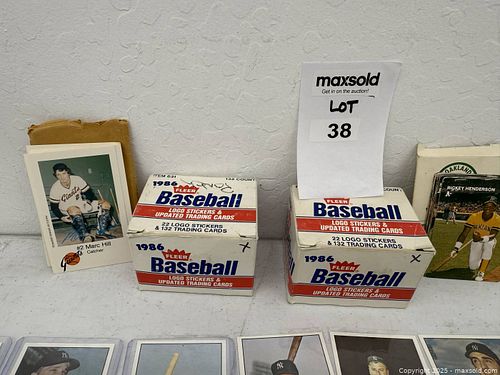 maxsold
Get in on the auction!
LOT
38
#2 Marc Hill
Catcher
Giants
1986
FLEER
Baseball
LOGO STICKERS &
UPDATED TRADING CARDS
22 LOGO STICKERS
& 132 TRADING CARDS
1986
FLEER
Baseball
LOGO STICKERS &
UPDATED TRADING CARDS
X
COUNT
FLEER
Baseball
LOGO STICKERS &
UPDATED TRADING CARDS
22 LOGO STICKERS
& 132 TRADING CARDS
1986
FLEER
Baseball
LOGO STICKERS &
UPDATED TRADING CARDS
X
OAKLAND
RICKEY HENDERSON
Copyright 2025 - maxsold.com